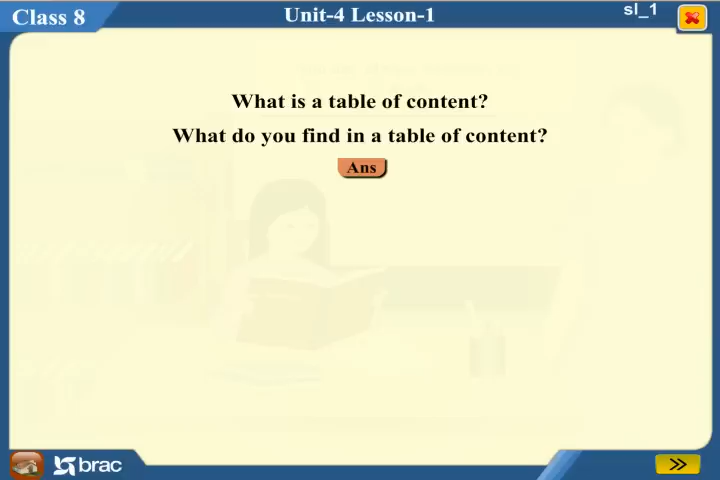 Class 8
Unit-4 Lesson-1
sl_1
What is a table of content?
What do you find in a table of content?
Ans
brac